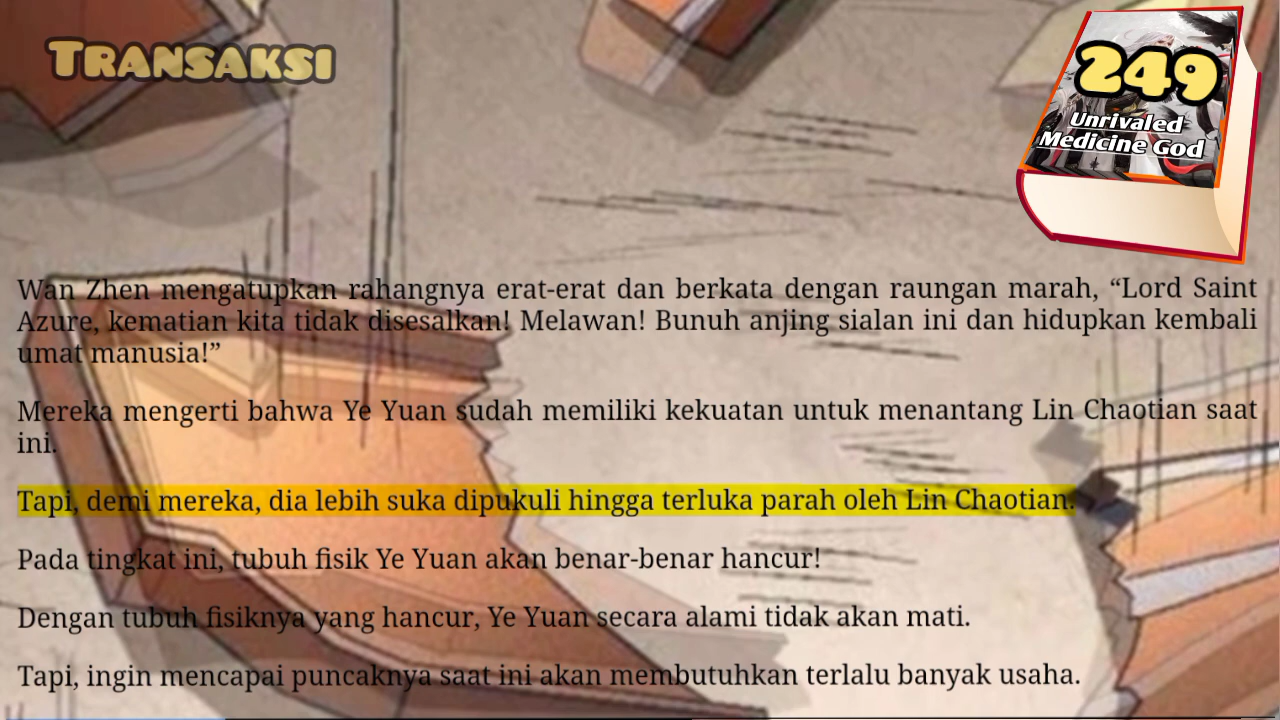 Transaksi
249
Unrivaled
Medicine God
Wan Zhen mengatupkan rahangnya erat-erat dan berkata dengan raungan marah, “Lord Saint
Azure, kematian kita tidak disesalkan! Melawan! Bunuh anjing sialan ini dan hidupkan kembali
umat manusia!”
Mereka mengerti bahwa Ye Yuan sudah memiliki kekuatan untuk menantang Lin Chaotian saat
ini.
Tapi, demi mereka, dia lebih suka dipukuli hingga terluka parah oleh Lin Chaotian.
Pada tingkat ini, tubuh fisik Ye Yuan akan benar-benar hancur!
Dengan tubuh fisiknya yang hancur, Ye Yuan secara alami tidak akan mati.
Tapi, ingin mencapai puncaknya saat ini akan membutuhkan terlalu banyak usaha.